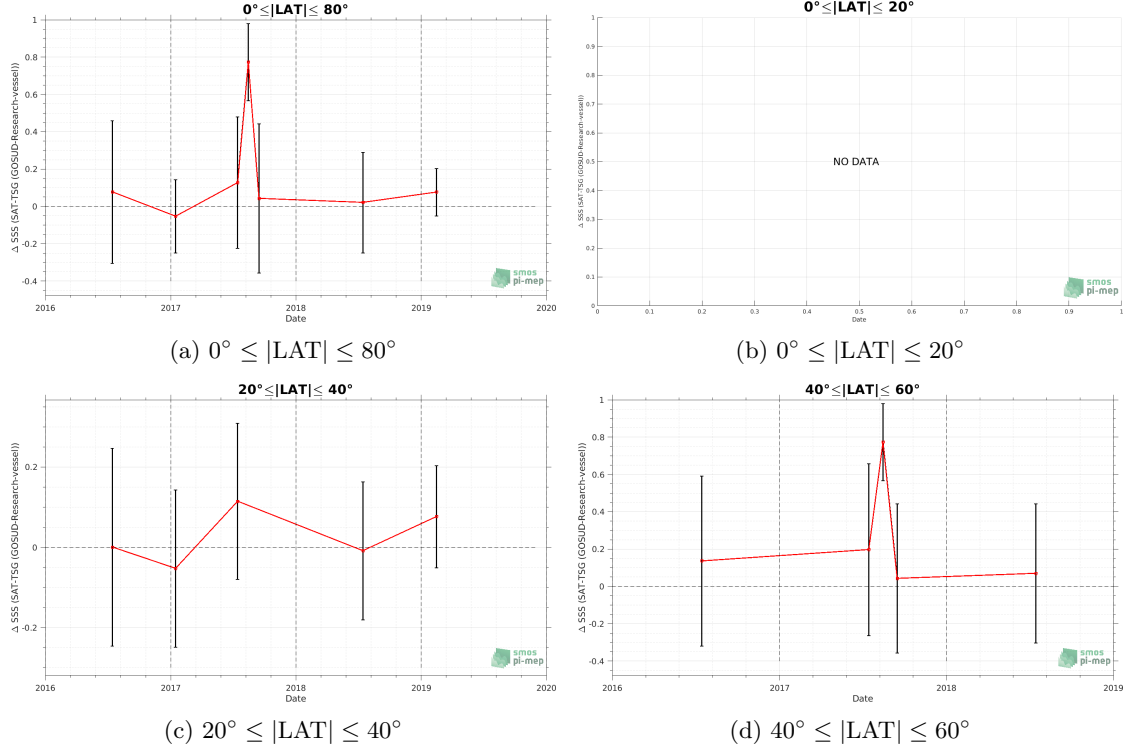 0°≤|LAT|≤ 80°
Δ SSS (SAT-TSG (GOSUD-Research-vessel))
1
0.8
0.6
0.4
0.2
0
-0.2
-0.4
2016
2017
2018
2019
2020
Date
smos
pi-mep
(a) 0° ≤ |LAT| ≤ 80°
0°≤|LAT|≤ 20°
Δ SSS (SAT-TSG (GOSUD-Research-vessel))
1
0.9
0.8
0.7
0.6
0.5
0.4
0.3
0.2
0.1
0
NO DATA
0
0.1
0.2
0.3
0.4
0.5
0.6
0.7
0.8
0.9
1
Date
smos
pi-mep
(b) 0° ≤ |LAT| ≤ 20°
20°≤|LAT|≤ 40°
Δ SSS (SAT-TSG (GOSUD-Research-vessel))
0.2
0
-0.2
2016
2017
2018
2019
2020
Date
smos
pi-mep
(c) 20° ≤ |LAT| ≤ 40°
40°≤|LAT|≤ 60°
Δ SSS (SAT-TSG (GOSUD-Research-vessel))
1
0.8
0.6
0.4
0.2
0
-0.2
-0.4
2016
2017
2018
2019
Date
smos
pi-mep
(d) 40° ≤ |LAT| ≤ 60°